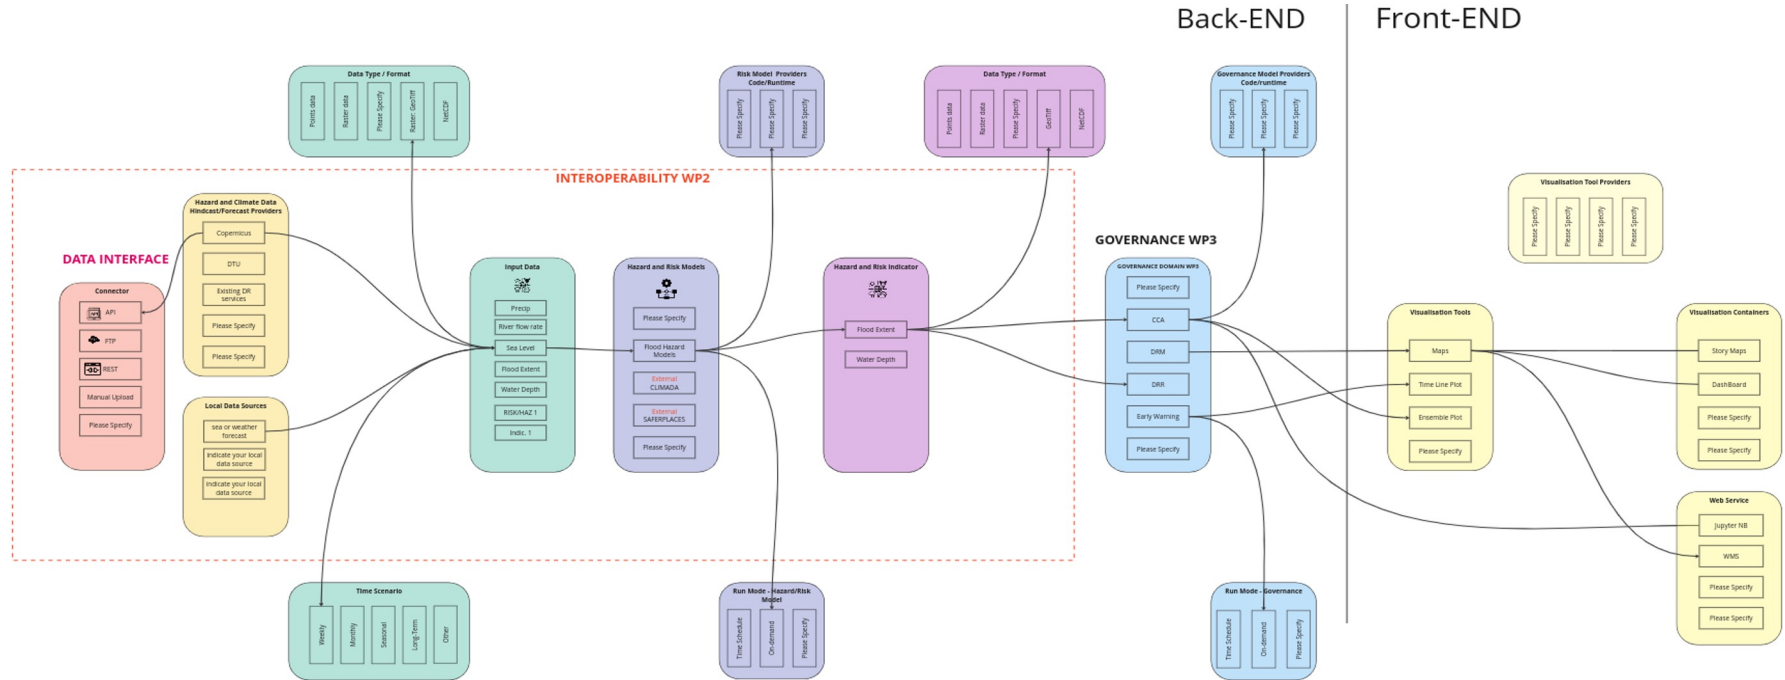 Back-END
Front-END
Data Type / Format
Points data
Raster data
Please Specify
Raster: GeoTiff
NetCDF
Risk Model Providers
Code/Runtime
Please Specify
Please Specify
Please Specify
Data Type / Format
Points data
Raster data
Please Specify
GeoTiff
NetCDF
Governance Model Providers
Code/runtime
Please Specify
Please Specify
Please Specify
INTEROPERABILITY WP2
Visualisation Tool Providers
Please Specify
Please Specify
Please Specify
Please Specify
DATA INTERFACE
Connector
API
FTP
REST
Manual Upload
Please Specify
Hazard and Climate Data
Hindcast/Forecast Providers
Copernicus
DTU
Existing DR
services
Please Specify
Please Specify
Local Data Sources
sea or weather
forecast
indicate your local
data source
indicate your local
data source
Input Data
Precip
River flow rate
Sea Level
Flood Extent
Water Depth
RISK/HAZ 1
Indic. 1
Hazard and Risk Models
Please Specify
Flood Hazard
Models
External
CLIMADA
External
SAFERPLACES
Please Specify
Hazard and Risk Indicator
Flood Extent
Water Depth
GOVERNANCE WP3
GOVERNANCE DOMAIN WP3
Please Specify
CCA
DRM
DRR
Early Warning
Please Specify
Visualisation Tools
Maps
Time Line Plot
Ensemble Plot
Please Specify
Visualisation Containers
Story Maps
DashBoard
Please Specify
Please Specify
Web Service
Jupyter NB
WMS
Please Specify
Please Specify
Time Scenario
Weekly
Monthly
Seasonal
Long-Term
Other
Run Mode - Hazard/Risk
Model
Time Schedule
On-demand
Please Specify
Run Mode - Governance
Time Schedule
On-demand
Please Specify